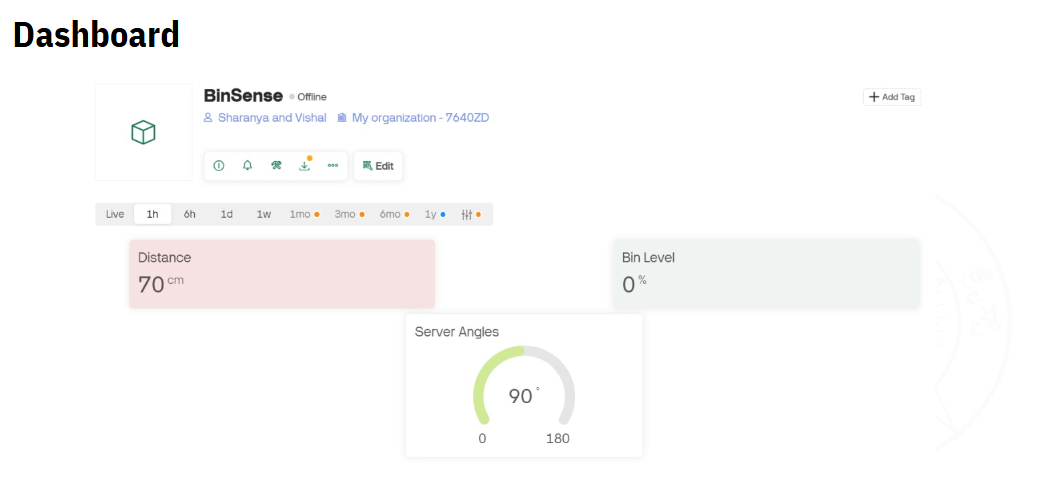 Dashboard
BinSense Offline
+ Add Tag
Sharanya and Vishal My organization - 7640ZD
Edit
Live 1h 6h 1d 1w 1mo 3mo 6mo 1y
Distance
70 cm
Bin Level
0 %
Server Angles
90 °
0 180